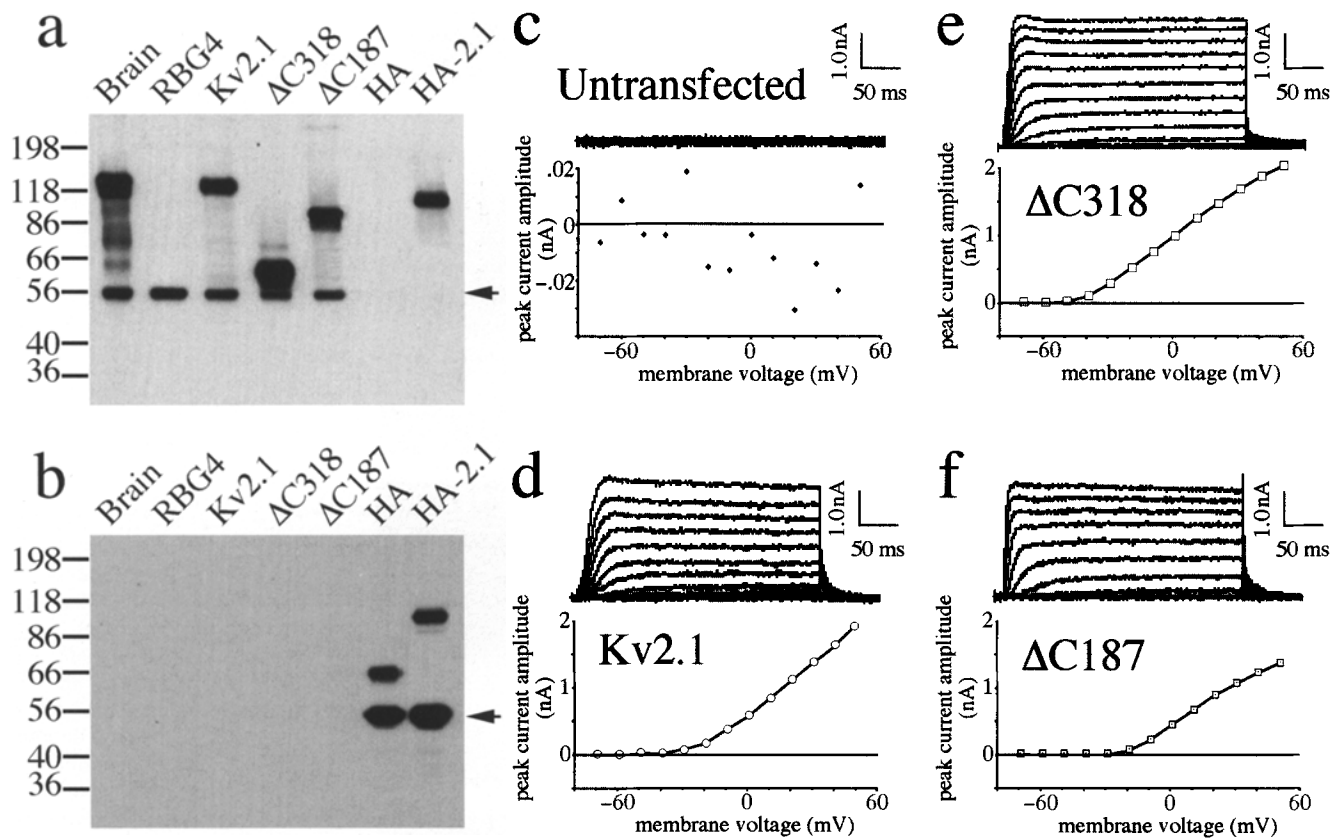 a
Brain
RBG4
Kv2.1
ΔC318
ΔC187
HA
HA-2.1
198
118
86
66
56
40
36
b
Brain
RBG4
Kv2.1
ΔC318
ΔC187
HA
HA-2.1
198
118
86
66
56
40
36
c
Untransfected
1.0nA
50 ms
peak current amplitude
(nA)
.02
0
-.02
−60
0
60
membrane voltage (mV)
d
1.0nA
50 ms
Kv2.1
peak current amplitude
(nA)
2
1
0
−60
0
60
membrane voltage (mV)
e
1.0nA
50 ms
ΔC318
peak current amplitude
(nA)
2
1
0
−60
0
60
membrane voltage (mV)
f
1.0nA
50 ms
ΔC187
peak current amplitude
(nA)
2
1
0
−60
0
60
membrane voltage (mV)